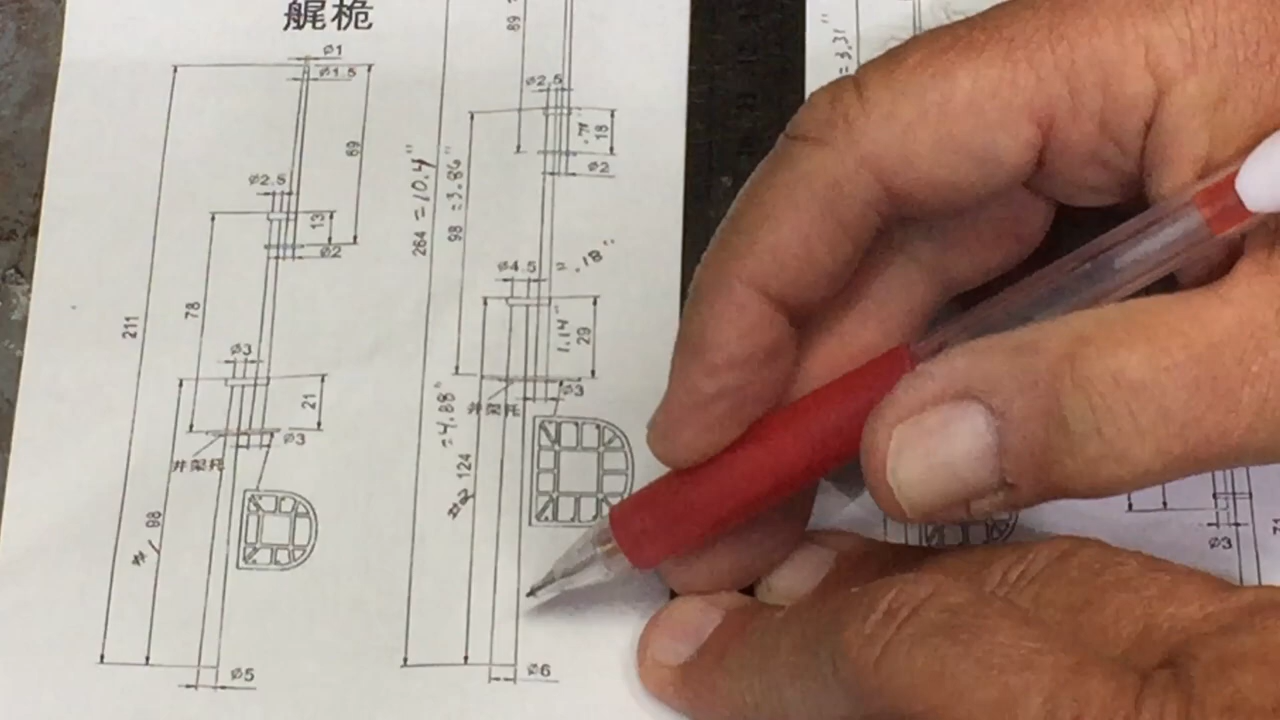 艉桅
ø1
ø1.5
69
ø2.5
13
ø2
211
78
ø3
21
ø3
98
ø5
89
ø2.5
.71"
18
ø2
264 = 10.4"
98 = 3.86"
ø4.5 " .18"
1.14"
29
ø3
= 4.88"
124
ø6
= 3.31"
ø3